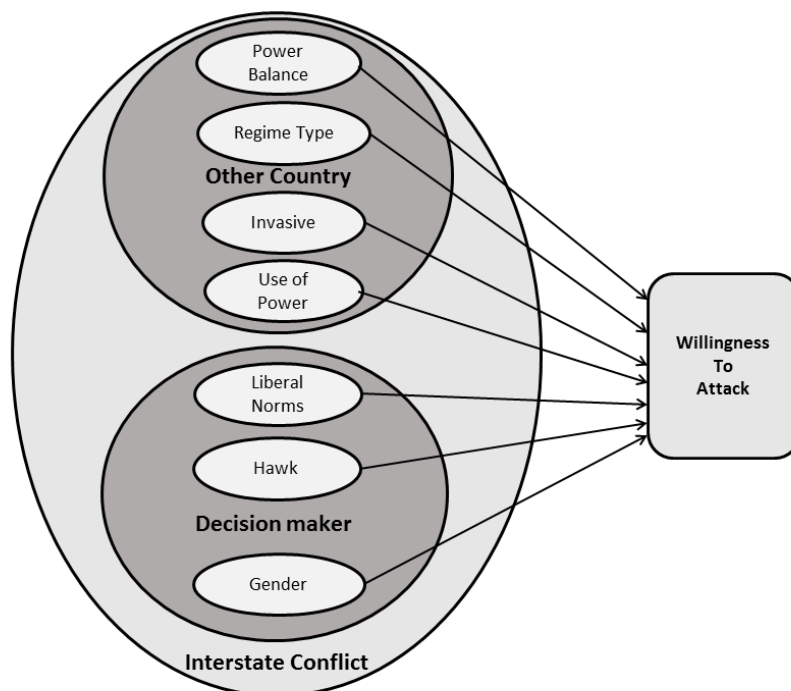 Power
Balance
Regime Type
Other Country
Invasive
Use of
Power
Willingness
To
Attack
Liberal
Norms
Hawk
Decision maker
Gender
Interstate Conflict